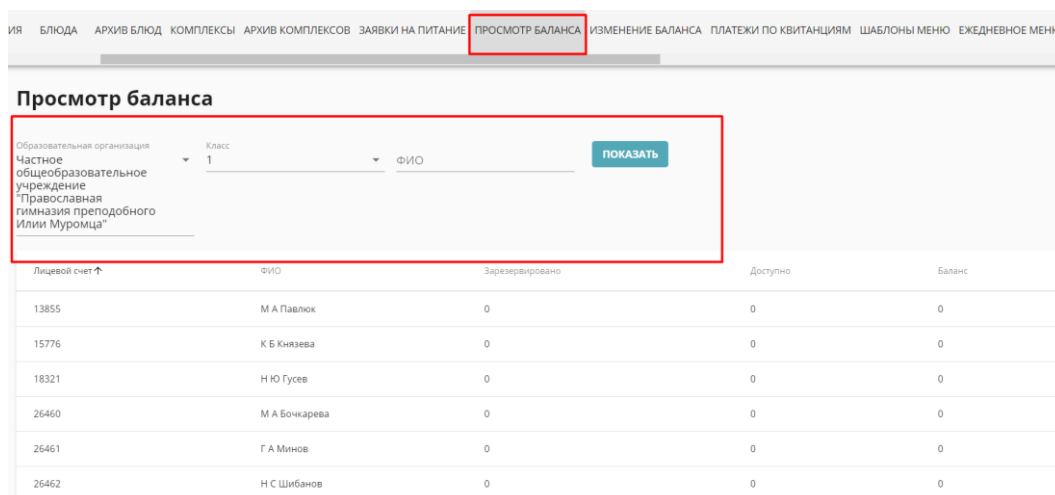 ИЯ БЛЮДА АРХИВ БЛЮД КОМПЛЕКСЫ АРХИВ КОМПЛЕКСОВ ЗАЯВКИ НА ПИТАНИЕ ПРОСМОТР БАЛАНСА ИЗМЕНЕНИЕ БАЛАНСА ПЛАТЕЖИ ПО КВИТАНЦИЯМ ШАБЛОНЫ МЕНЮ ЕЖЕДНЕВНОЕ МЕНЮ
Просмотр баланса
Образовательная организация Класс
Частное 1 ФИО ПОКАЗАТЬ
общеобразовательное
учреждение
"Православная
гимназия преподобного
Илии Муромца"
Лицевой счет ФИО Зарезервировано Доступно Баланс
13855 М А Павлюк 0 0 0
15776 К Б Князева 0 0 0
18321 Н Ю Гусев 0 0 0
26460 М А Бочкарева 0 0 0
26461 Г А Минов 0 0 0
26462 Н С Шибанов 0 0 0